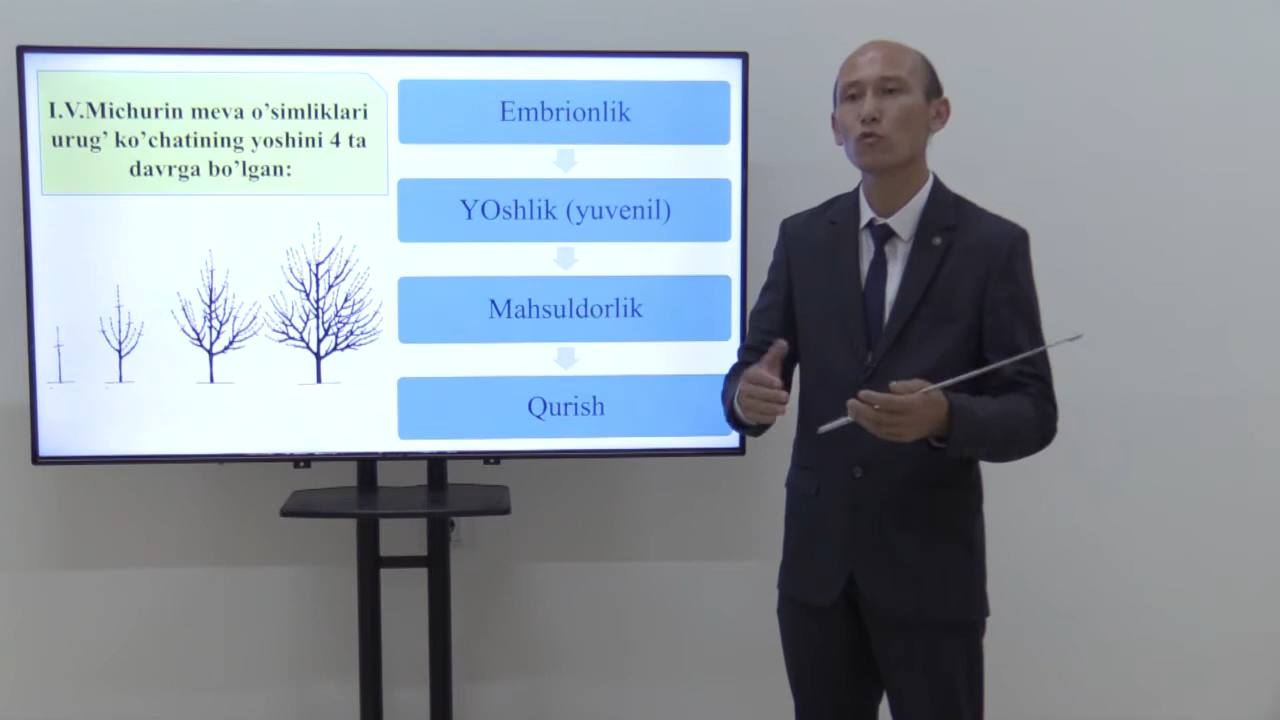 I.V.Michurin meva o’simliklari
urug’ ko’chatining yoshini 4 ta
davrga bo’lgan:
Embrionlik
YOshlik (yuvenil)
Mahsuldorlik
Qurish